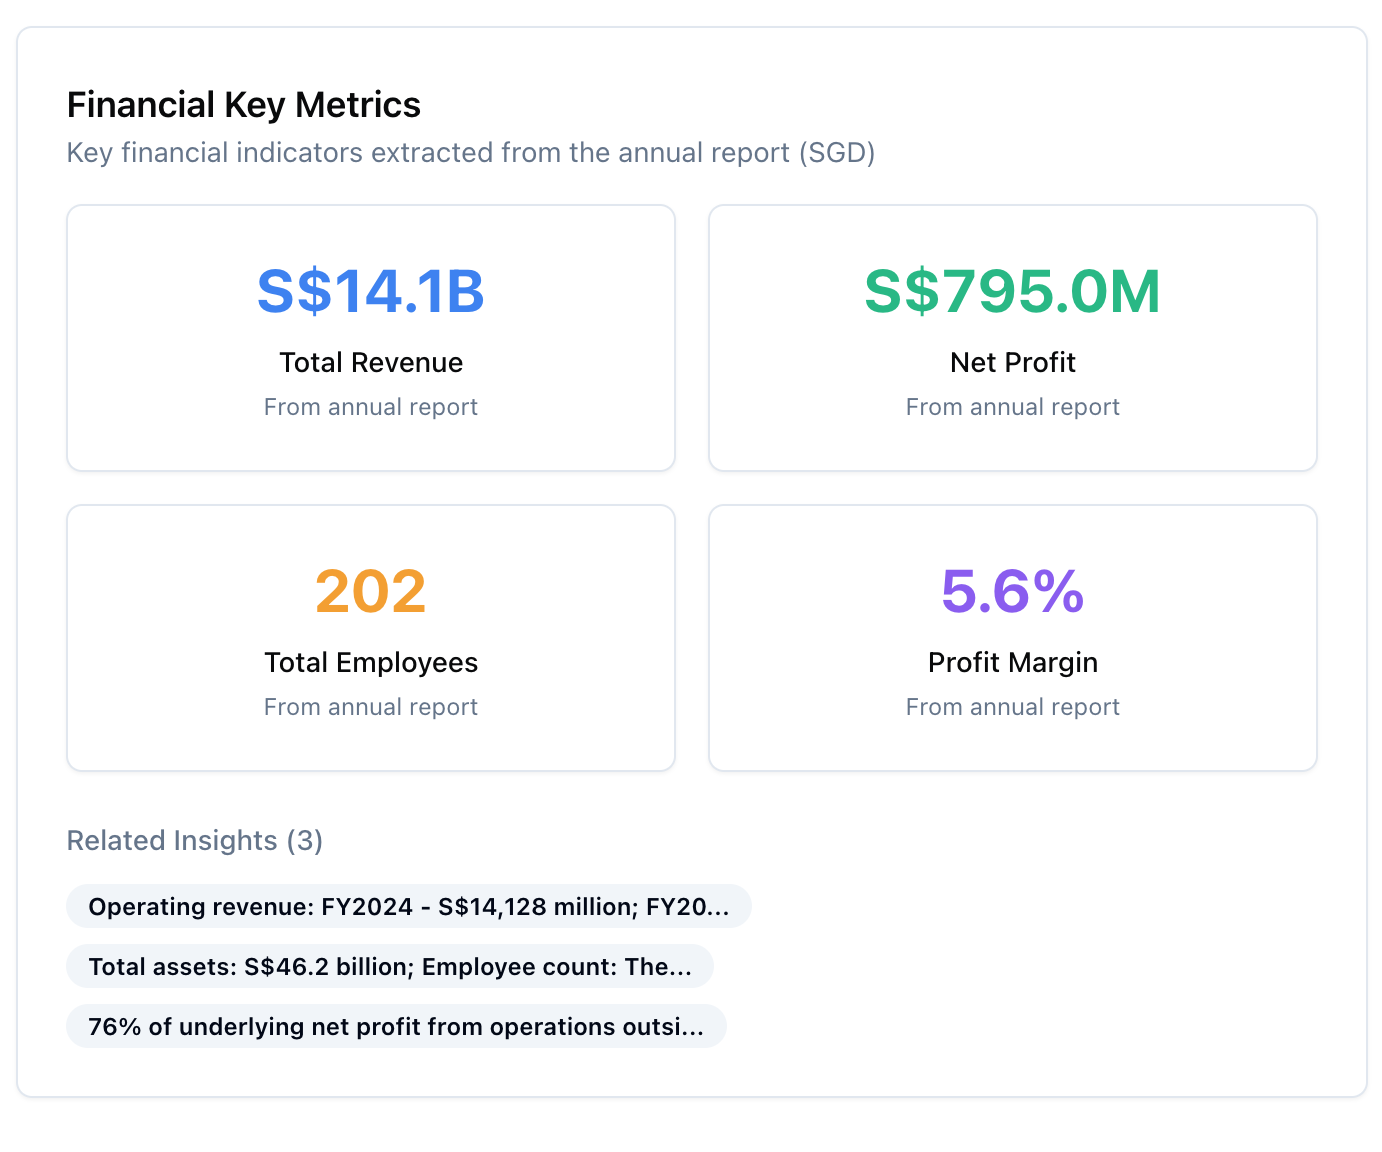 Financial Key Metrics
Key financial indicators extracted from the annual report (SGD)
S$14.1B
Total Revenue
From annual report
S$795.0M
Net Profit
From annual report
202
Total Employees
From annual report
5.6%
Profit Margin
From annual report
Related Insights (3)
Operating revenue: FY2024 - S$14,128 million; FY20...
Total assets: S$46.2 billion; Employee count: The...
76% of underlying net profit from operations outsi...